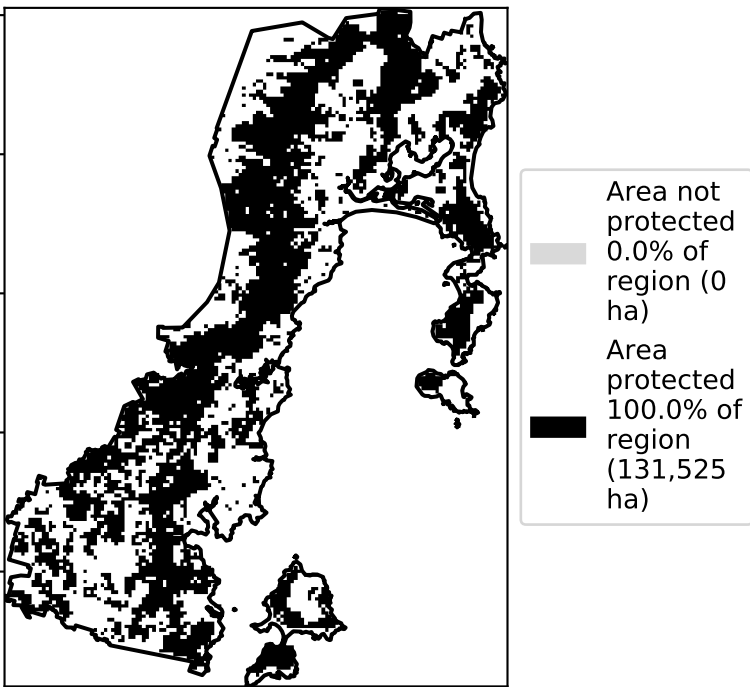 Area not
protected
0.0% of
region (0
ha)
Area
protected
100.0% of
region
(131,525
ha)